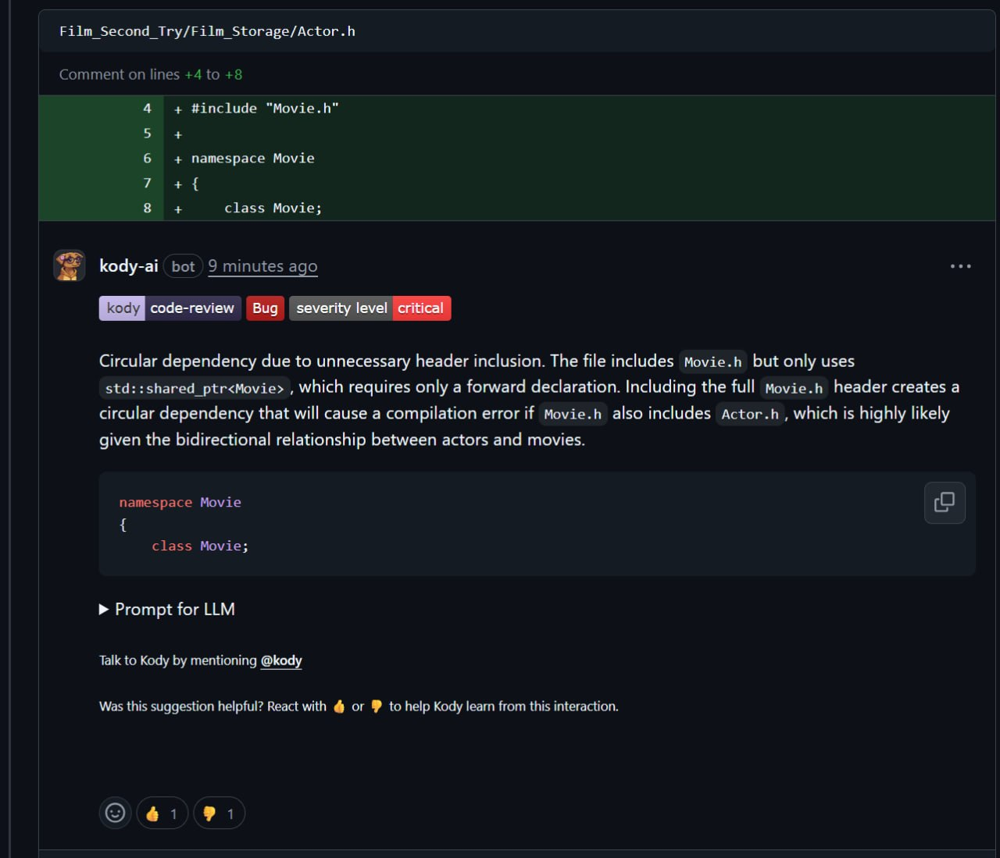 Film_Second_Try/Film_Storage/Actor.h
Comment on lines +4 to +8
4 + #include "Movie.h"
5 +
6 + namespace Movie
7 + {
8 +     class Movie;
kody-ai bot 9 minutes ago
kody code-review Bug severity level critical
Circular dependency due to unnecessary header inclusion. The file includes Movie.h but only uses
std::shared_ptr<Movie>, which requires only a forward declaration. Including the full Movie.h header creates a
circular dependency that will cause a compilation error if Movie.h also includes Actor.h, which is highly likely
given the bidirectional relationship between actors and movies.
namespace Movie
{
    class Movie;
▶ Prompt for LLM
Talk to Kody by mentioning @kody
Was this suggestion helpful? React with 👍 or 👎 to help Kody learn from this interaction.
👍 1 👎 1